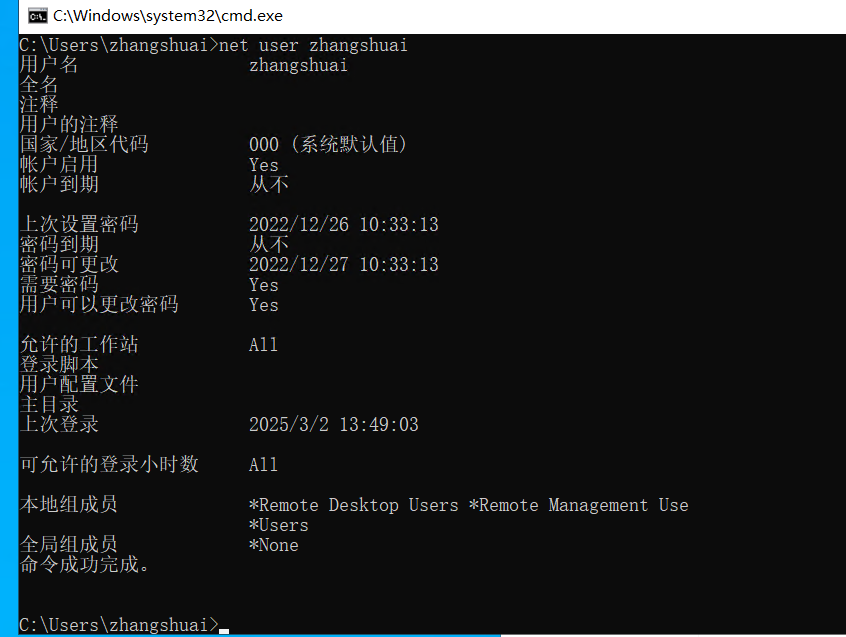 C:\Windows\system32\cmd.exe
C:\Users\zhangshuai>net user zhangshuai
用户名 zhangshuai
全名
注释
用户的注释
国家/地区代码 000 (系统默认值)
帐户启用 Yes
帐户到期 从不
上次设置密码 2022/12/26 10:33:13
密码到期 从不
密码可更改 2022/12/27 10:33:13
需要密码 Yes
用户可以更改密码 Yes
允许的工作站 All
登录脚本
用户配置文件
主目录
上次登录 2025/3/2 13:49:03
可允许的登录小时数 All
本地组成员 *Remote Desktop Users *Remote Management Use
*Users
全局组成员 *None
命令成功完成。
C:\Users\zhangshuai>